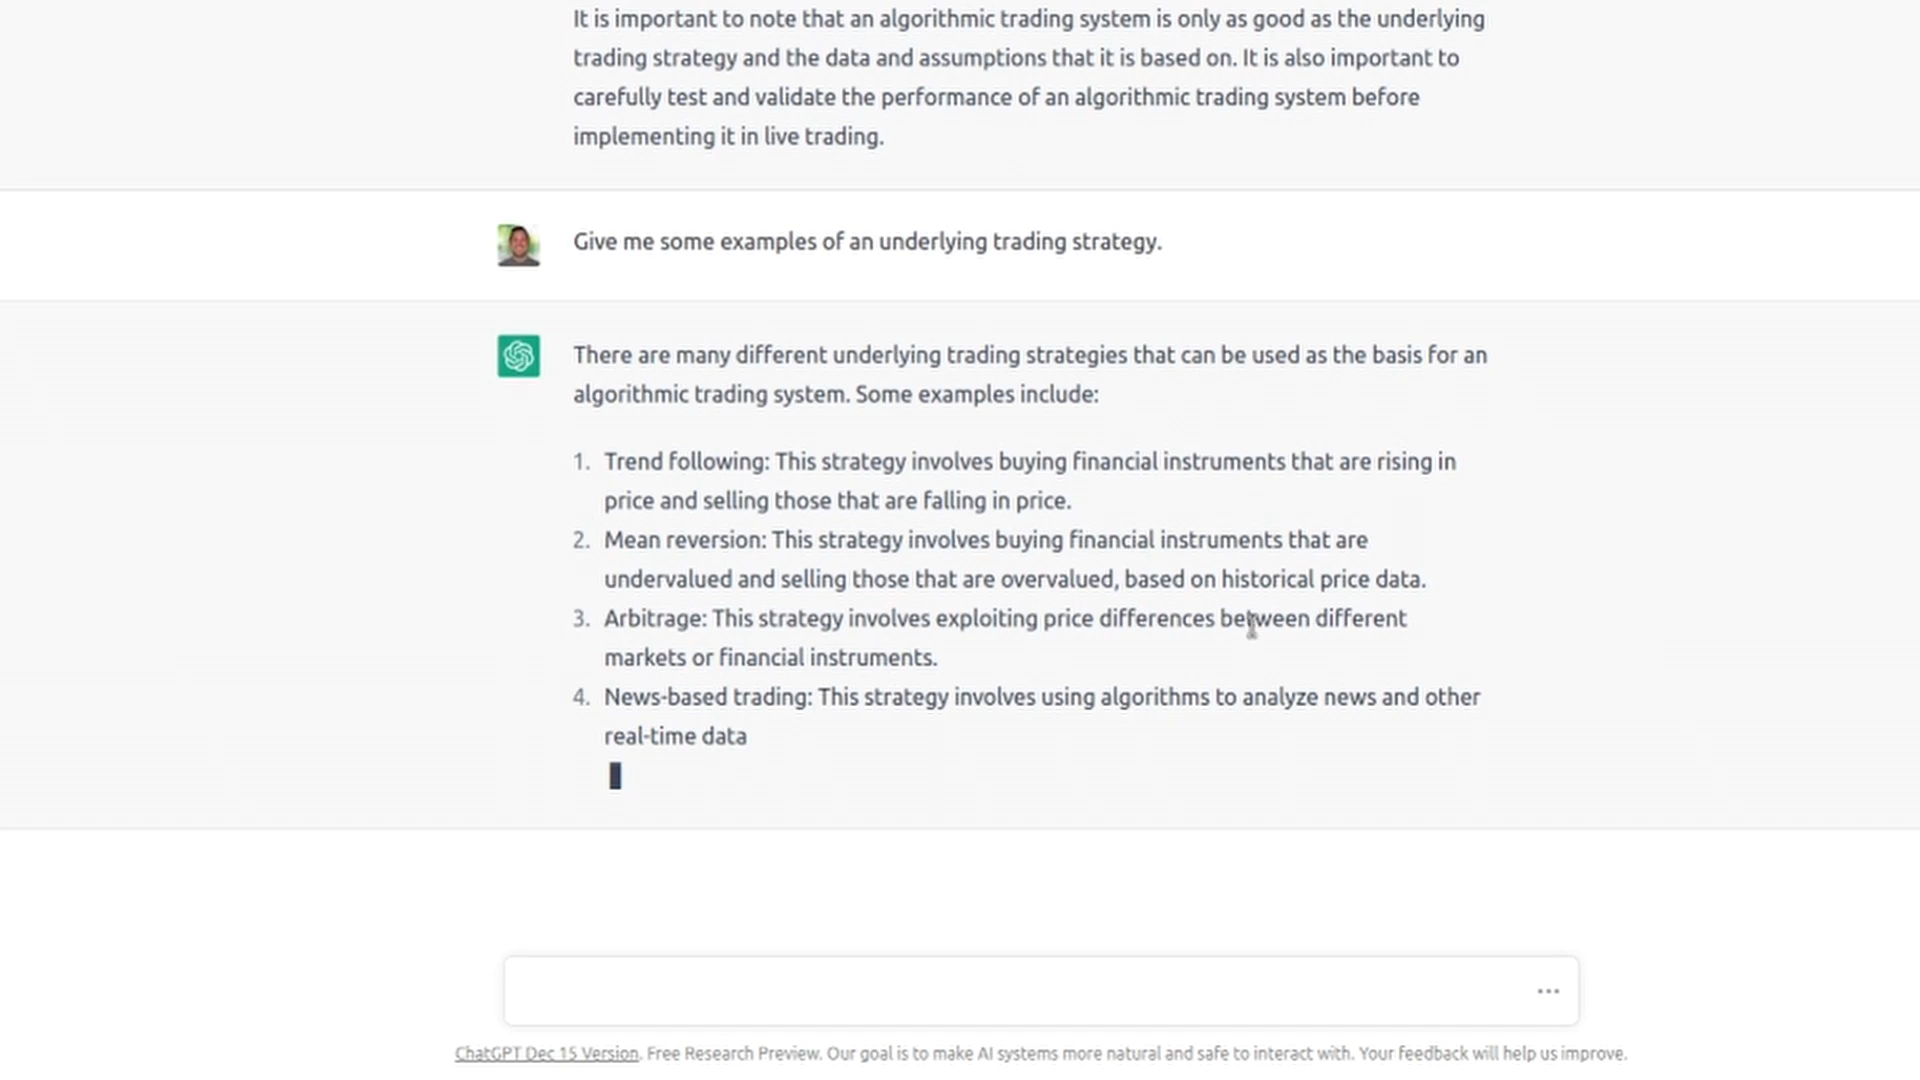 It is important to note that an algorithmic trading system is only as good as the underlying
trading strategy and the data and assumptions that it is based on. It is also important to
carefully test and validate the performance of an algorithmic trading system before
implementing it in live trading.
Give me some examples of an underlying trading strategy.
There are many different underlying trading strategies that can be used as the basis for an
algorithmic trading system. Some examples include:
1. Trend following: This strategy involves buying financial instruments that are rising in
price and selling those that are falling in price.
2. Mean reversion: This strategy involves buying financial instruments that are
undervalued and selling those that are overvalued, based on historical price data.
3. Arbitrage: This strategy involves exploiting price differences between different
markets or financial instruments.
4. News-based trading: This strategy involves using algorithms to analyze news and other
real-time data
ChatGPT Dec 15 Version. Free Research Preview. Our goal is to make AI systems more natural and safe to interact with. Your feedback will help us improve.